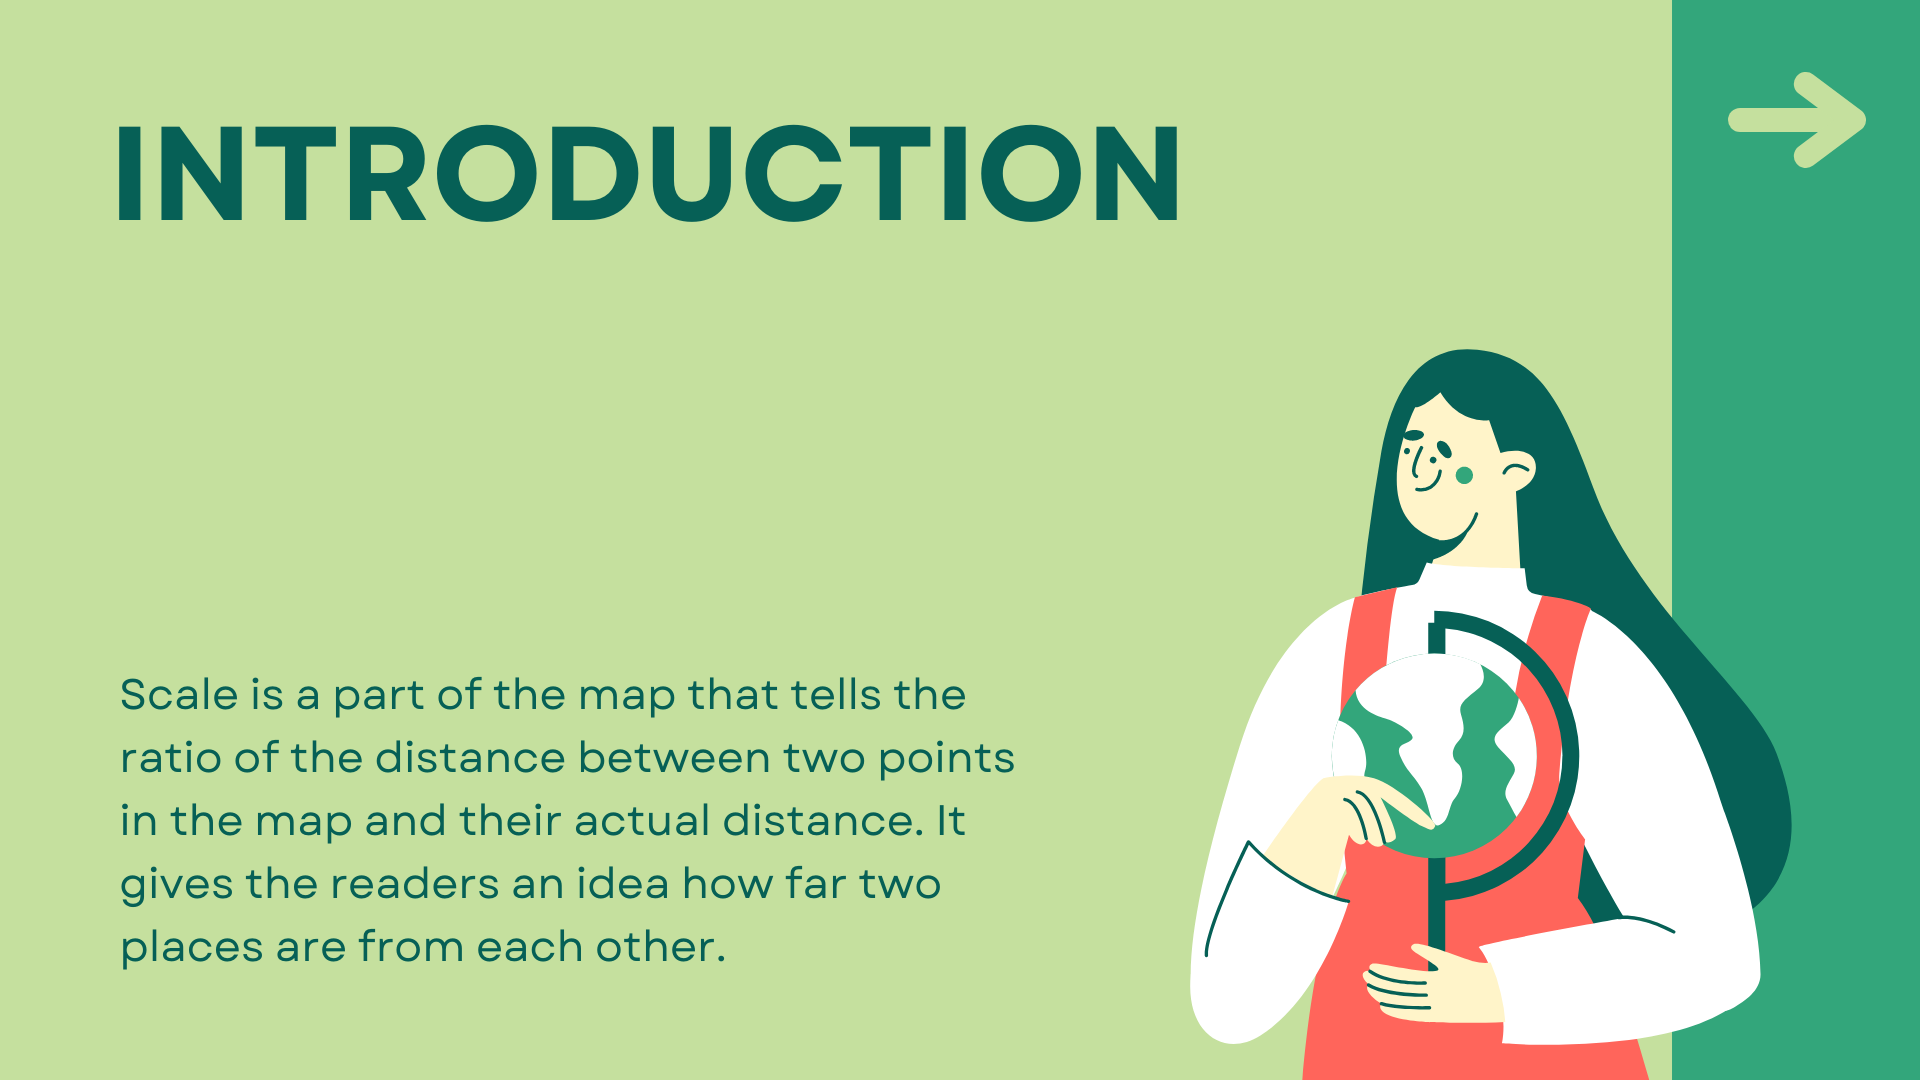 INTRODUCTION
Scale is a part of the map that tells the
ratio of the distance between two points
in the map and their actual distance. It
gives the readers an idea how far two
places are from each other.